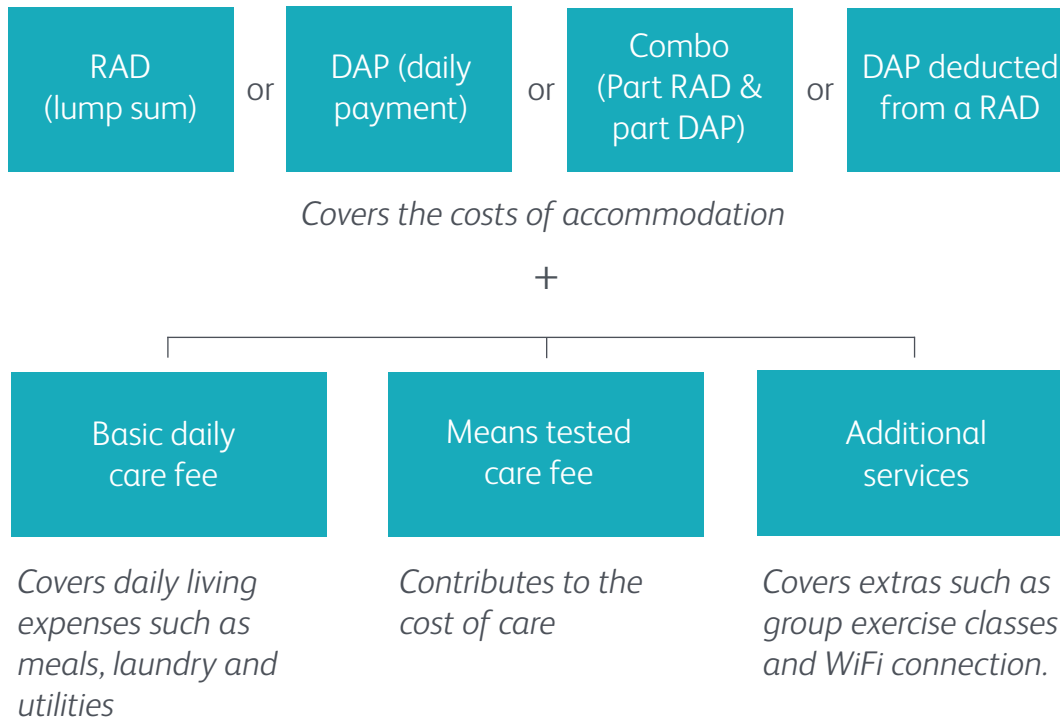 RAD
(lump sum)
or
DAP (daily
payment)
or
Combo
(Part RAD &
part DAP)
or
DAP deducted
from a RAD
Covers the costs of accommodation
+
Basic daily
care fee
Means tested
care fee
Additional
services
Covers daily living
expenses such as
meals, laundry and
utilities
Contributes to the
cost of care
Covers extras such as
group exercise classes
and WiFi connection.